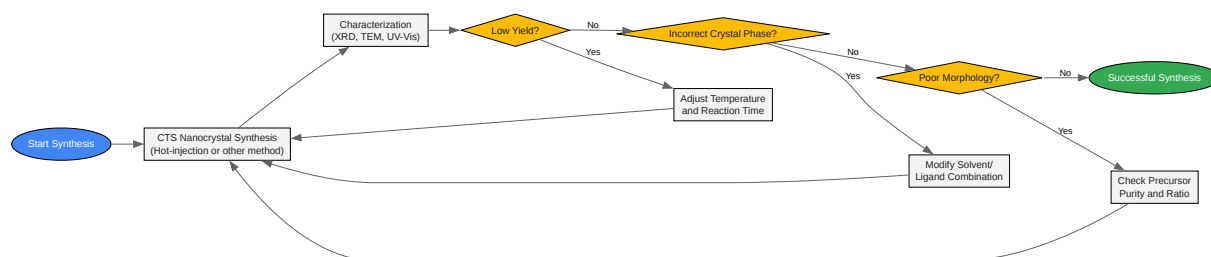 Characterization
(XRD, TEM, UV-Vis)
Low Yield?
No
Incorrect Crystal Phase?
No
Yes
Yes
Poor Morphology?
No
Successful Synthesis
Adjust Temperature
and Reaction Time
Start Synthesis
CTS Nanocrystal Synthesis
(Hot-injection or other method)
Yes
Modify Solvent/
Ligand Combination
Check Precursor
Purity and Ratio